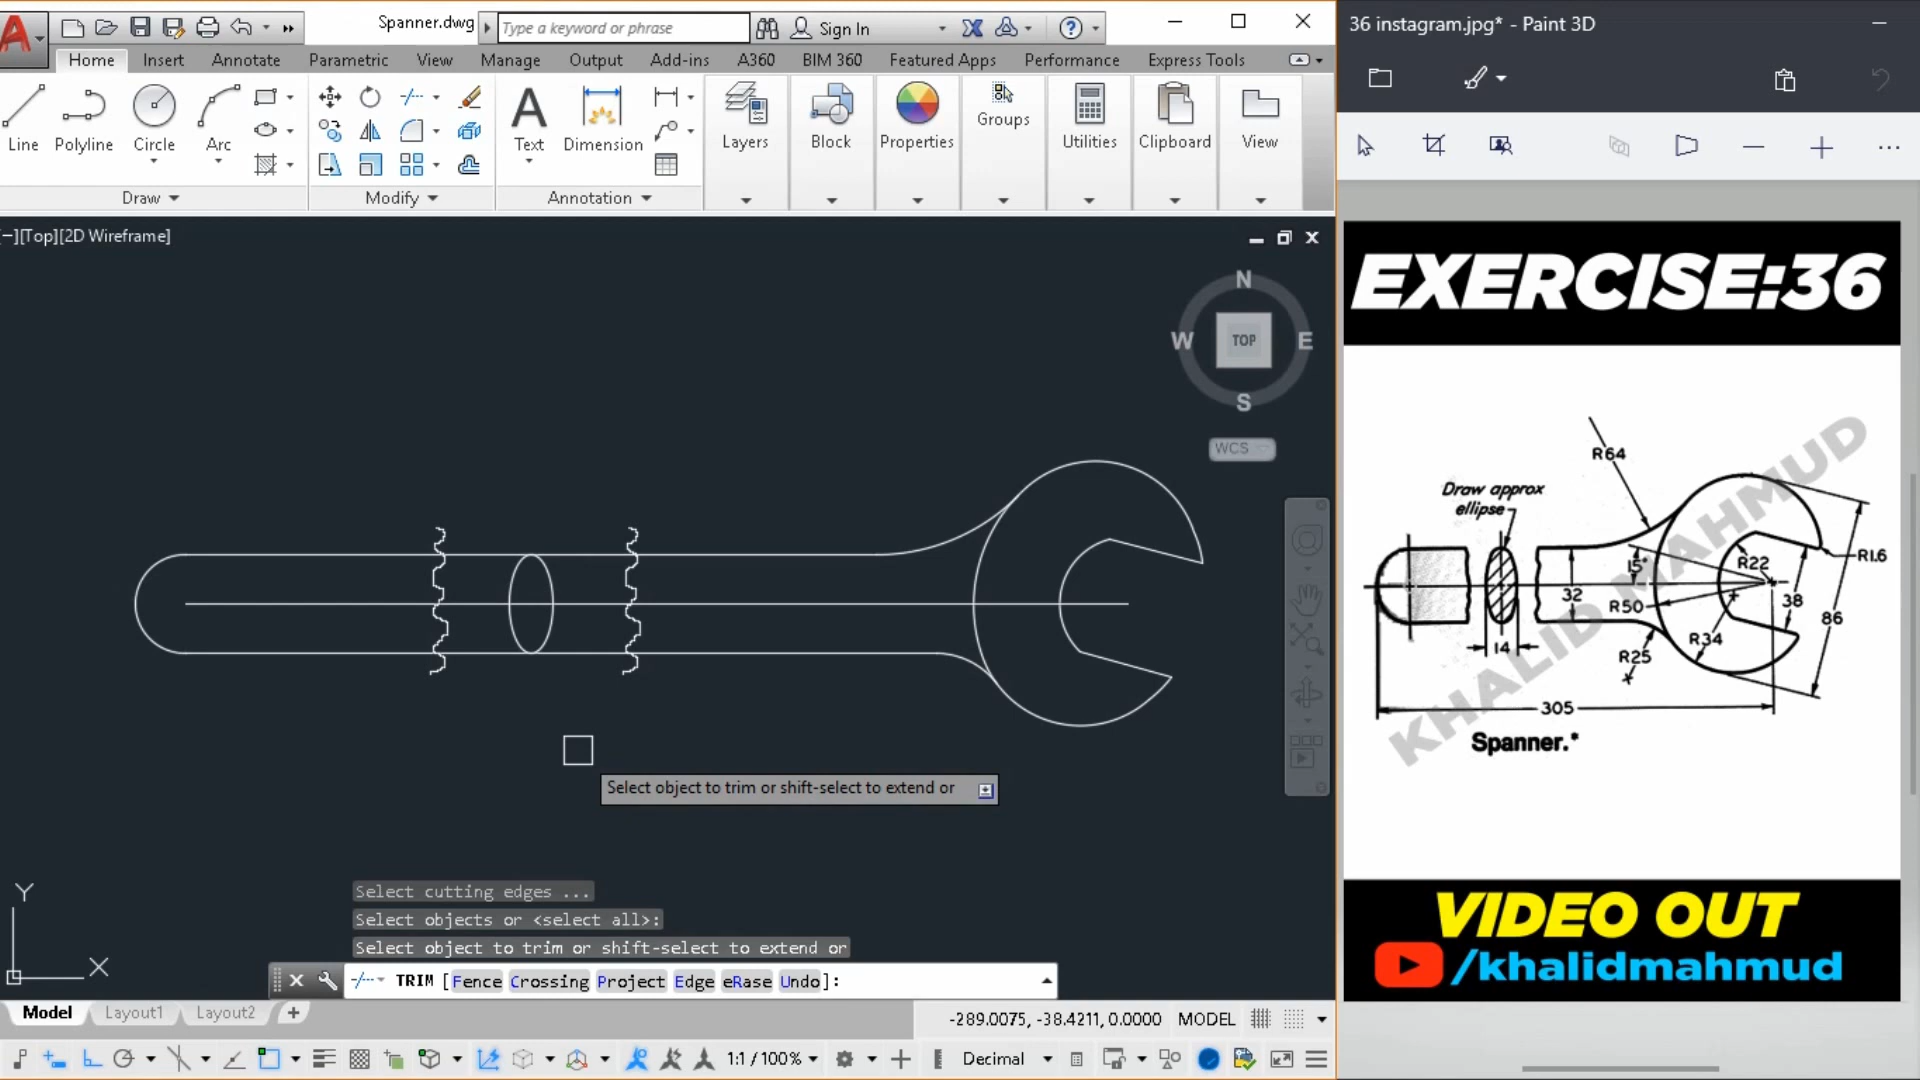 Spanner.dwg
Type a keyword or phrase
Sign In
Home Insert Annotate Parametric View Manage Output Add-ins A360 BIM 360 Featured Apps Performance Express Tools
Line Polyline Circle Arc
Text Dimension
Layers Block Properties Groups Utilities Clipboard View
Draw Modify Annotation
[−][Top][2D Wireframe]
N
W TOP E
S
WCS
Select object to trim or shift-select to extend or
Select cutting edges ...
Select objects or <select all>:
Select object to trim or shift-select to extend or
TRIM [Fence Crossing Project Edge eRase Undo]:
Y
X
Model Layout1 Layout2
-289.0075, -38.4211, 0.0000 MODEL
1:1 / 100% Decimal
36 instagram.jpg* - Paint 3D
EXERCISE:36
R64
Draw approx
ellipse
15°
R22
R1.6
32
R50
38
86
R34
14
R25
305
Spanner.*
KHALID MAHMUD
VIDEO OUT
/khalidmahmud